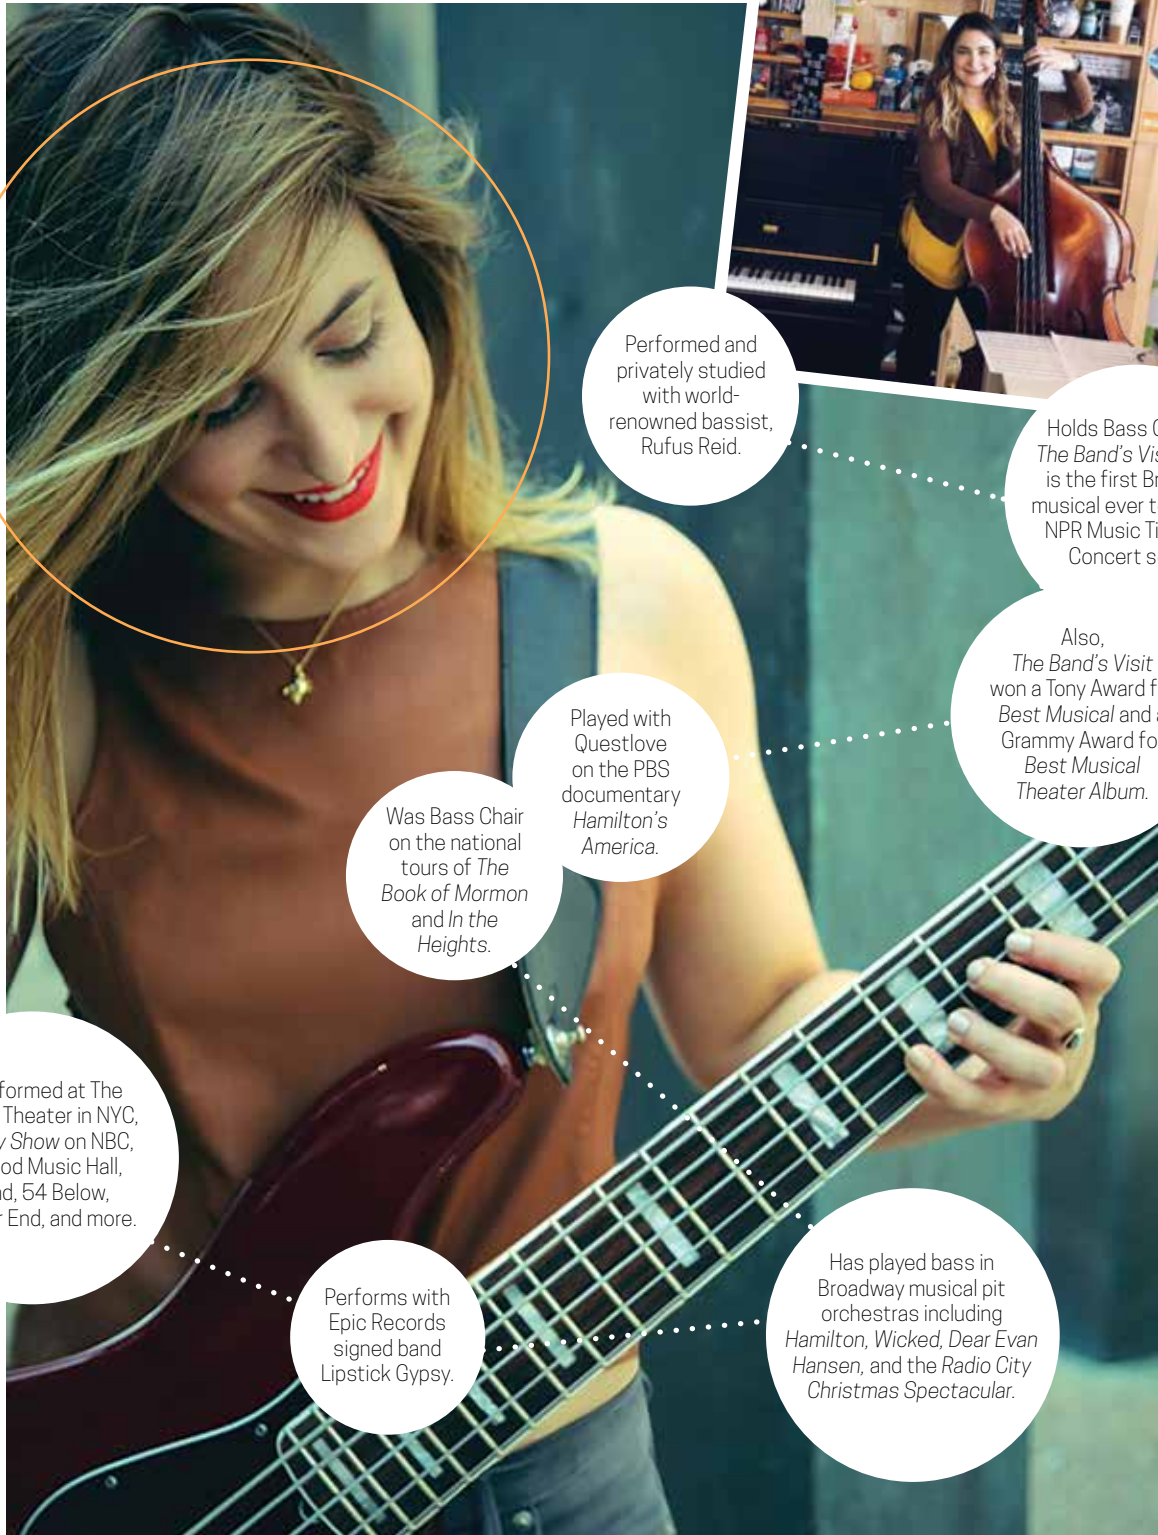 Performed and
privately studied
with world-
renowned bassist,
Rufus Reid.
Holds Bass
The Band's
is the first
musical ever
NPR Music
Concert
Also,
The Band's Visit
won a Tony Award
Best Musical and
Grammy Award
Best Musical
Theater Album.
Played with
Questlove
on the PBS
documentary
Hamilton's
America.
Was Bass Chair
on the national
tours of The
Book of Mormon
and In the
Heights.
at The
Theater in NYC,
Show on NBC,
Music Hall,
54 Below,
End, and more.
Performs with
Epic Records
signed band
Lipstick Gypsy.
Has played bass in
Broadway musical pit
orchestras including
Hamilton, Wicked, Dear Evan
Hansen, and the Radio City
Christmas Spectacular.